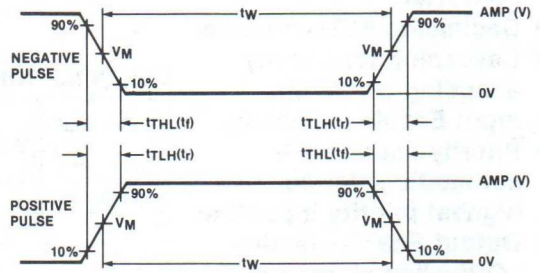 tW
90%
90%
AMP (V)
NEGATIVE
PULSE
VM
VM
10%
10%
0V
tTHL(tf)
tTLH(tr)
tTLH(tr)
tTHL(tf)
90%
90%
AMP (V)
POSITIVE
PULSE
VM
VM
10%
10%
0V
tW